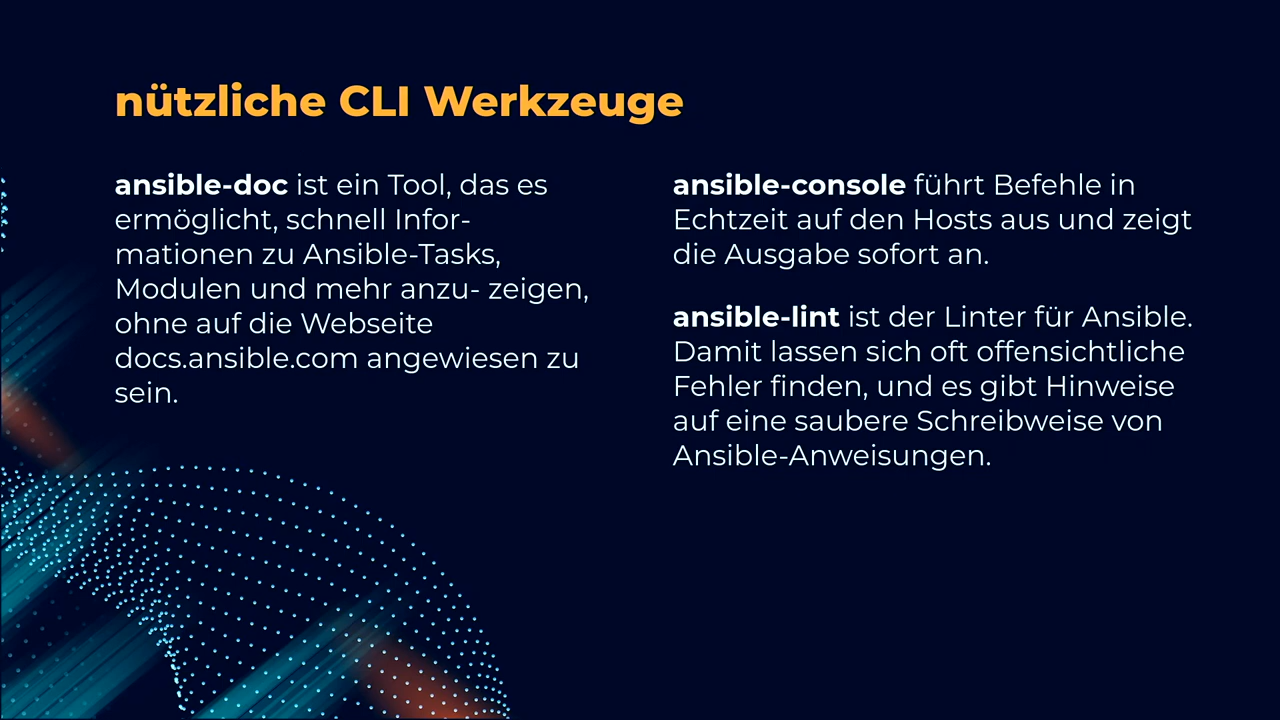 nützliche CLI Werkzeuge
ansible-doc ist ein Tool, das es
ermöglicht, schnell Infor-
mationen zu Ansible-Tasks,
Modulen und mehr anzu- zeigen,
ohne auf die Webseite
docs.ansible.com angewiesen zu
sein.
ansible-console führt Befehle in
Echtzeit auf den Hosts aus und zeigt
die Ausgabe sofort an.
ansible-lint ist der Linter für Ansible.
Damit lassen sich oft offensichtliche
Fehler finden, und es gibt Hinweise
auf eine saubere Schreibweise von
Ansible-Anweisungen.